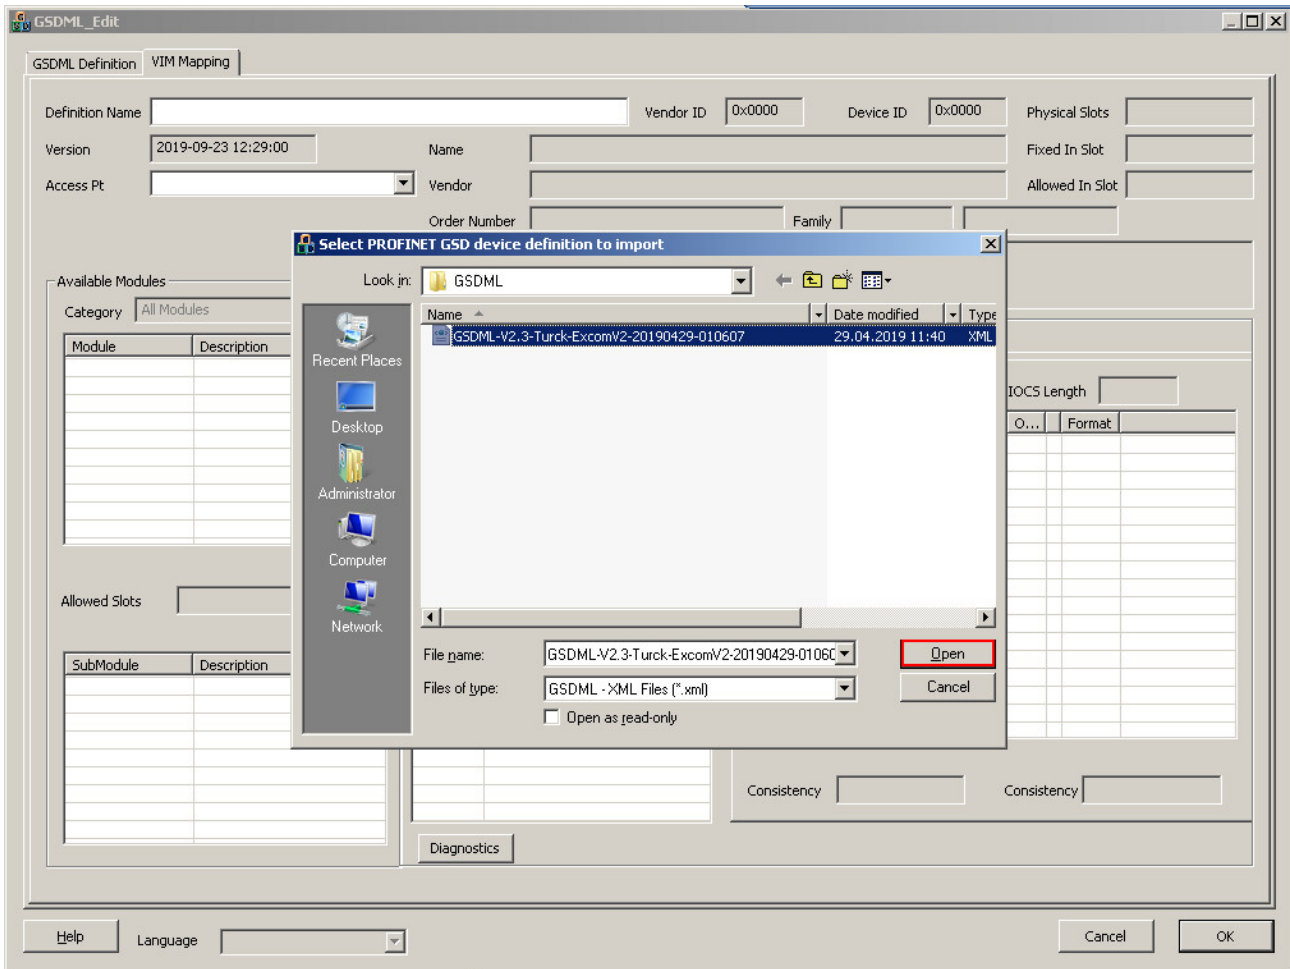 GSDML_Edit
GSDML Definition VIM Mapping
Definition Name Vendor ID 0x0000 Device ID 0x0000 Physical Slots
Version 2019-09-23 12:29:00 Name Fixed In Slot
Access Pt Vendor Allowed In Slot
Order Number Family
Select PROFINET GSD device definition to import
Look in: GSDML
Available Modules
Category All Modules
Name Date modified Type
Module Description
GSDML-V2.3-Turck-ExcomV2-20190429-010607 29.04.2019 11:40 XML
Recent Places
IOCS Length
O... Format
Desktop
Administrator
Computer
Allowed Slots
Network
File name: GSDML-V2.3-Turck-ExcomV2-20190429-01060 Open
SubModule Description
Files of type: GSDML - XML Files (*.xml) Cancel
Open as read-only
Consistency Consistency
Diagnostics
Help Language Cancel OK